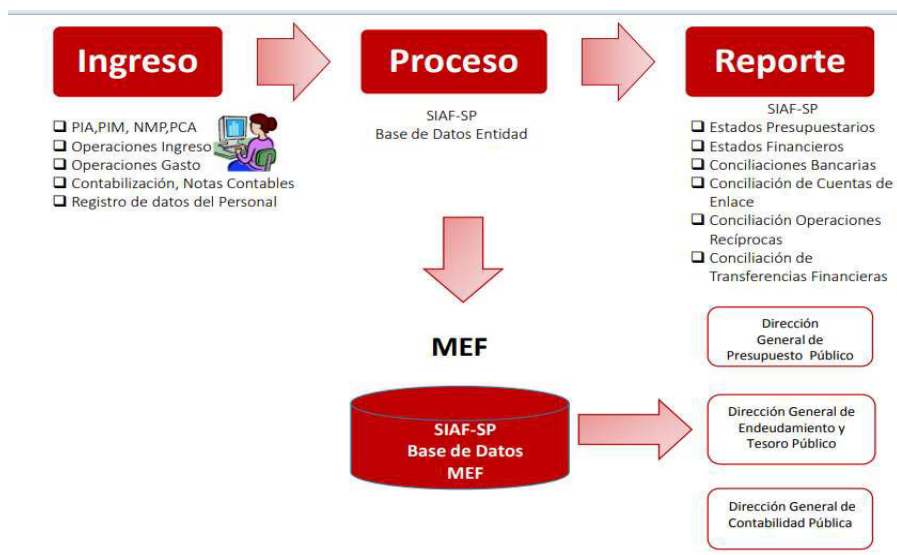 Ingreso
PIA,PIM, NMP,PCA
Operaciones Ingreso
Operaciones Gasto
Contabilización, Notas Contables
Registro de datos del Personal
Proceso
SIAF-SP
Base de Datos Entidad
Reporte
SIAF-SP
Estados Presupuestarios
Estados Financieros
Conciliaciones Bancarias
Conciliación de Cuentas de
Enlace
Conciliación Operaciones
Recíprocas
Conciliación de
Transferencias Financieras
MEF
SIAF-SP
Base de Datos
MEF
Dirección
General de
Presupuesto Público
Dirección General de
Endeudamiento y
Tesoro Público
Dirección General de
Contabilidad Pública